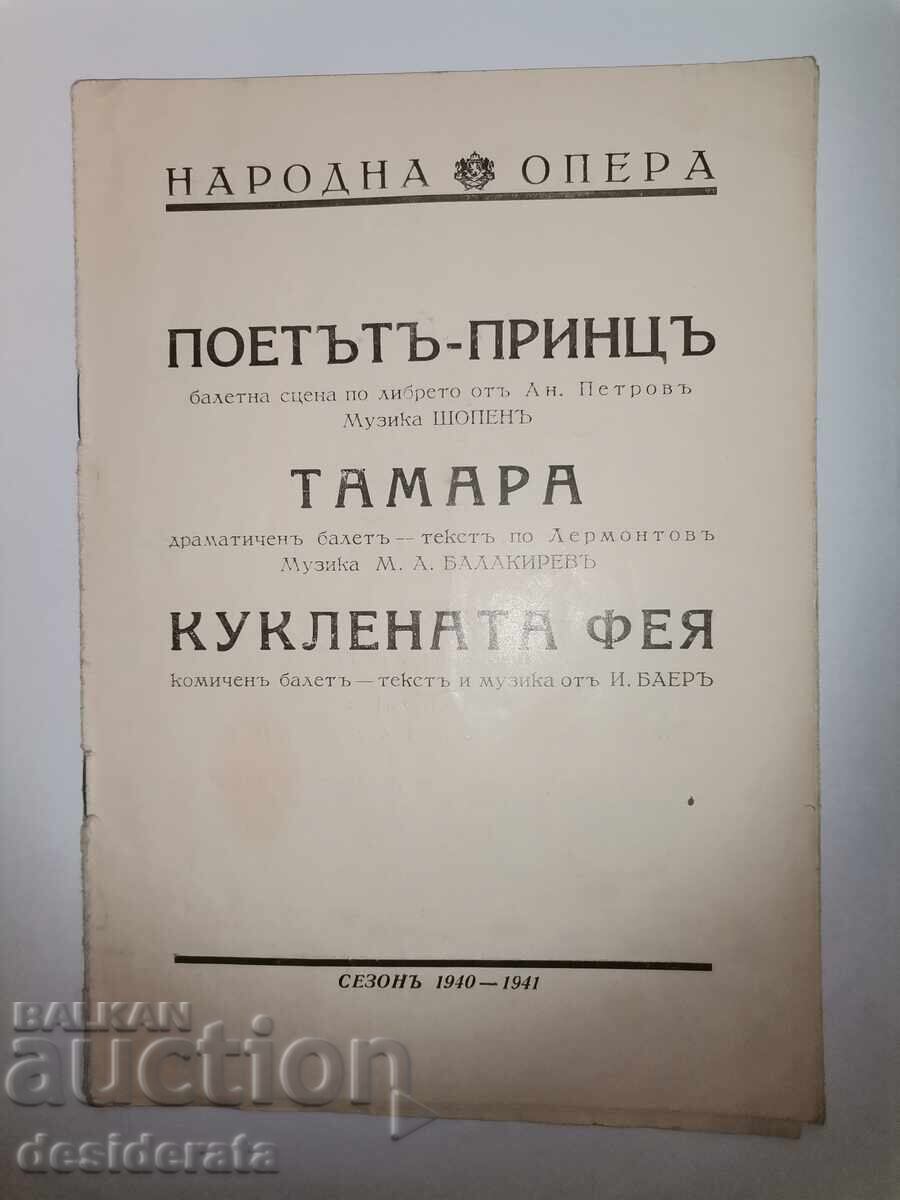 НАРОДНА ОПЕРА
ПОЕТЪТЪ-ПРИНЦЪ
балетна сцена по либрето отъ Ан. Петровъ
Музика ШОПЕНЪ
ТАМАРА
драматиченъ балетъ — текстъ по Лермонтовъ
Музика М. А. БАЛАКИРЕВЪ
КУКЛЕНАТА ФЕЯ
комиченъ балетъ — текстъ и музика отъ И. БАЕРЪ
СЕЗОНЪ 1940 — 1941
BALKAN
auction
desiderata